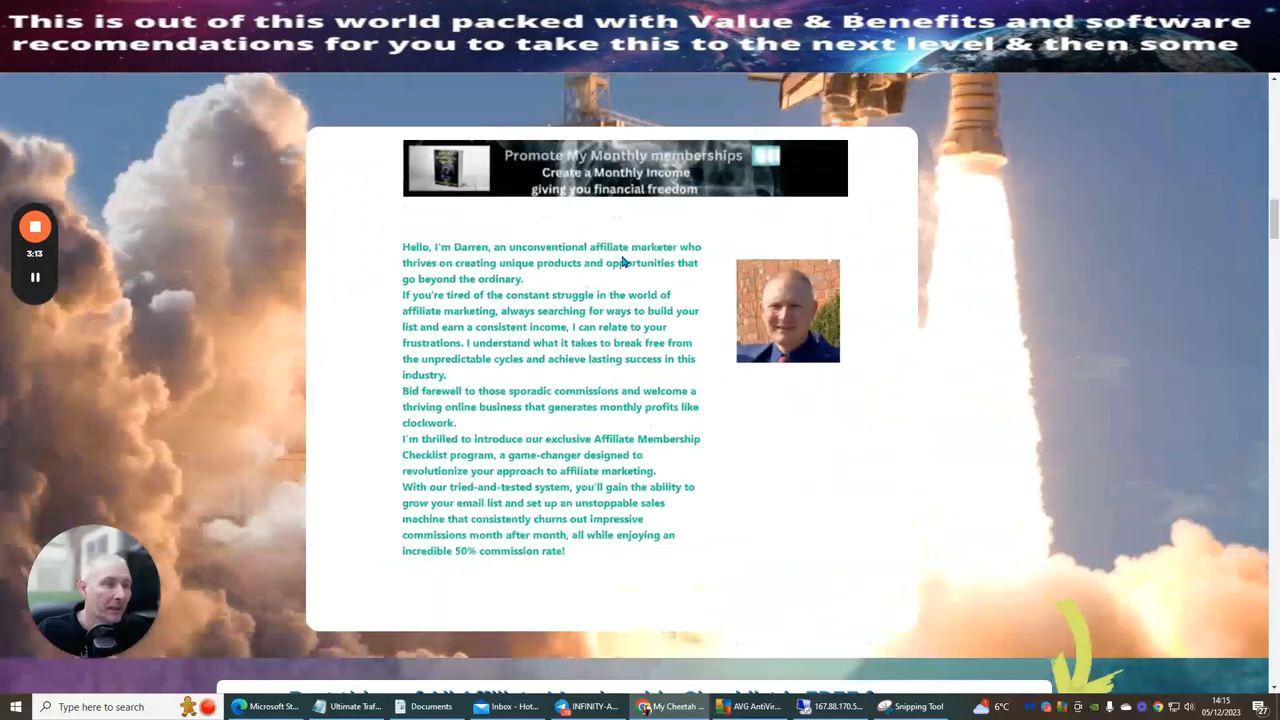 This is out of this world packed with Value & Benefits and software
recomendations for you to take this to the next level & then some
Promote My Monthly memberships
Create a Monthly Income
giving you financial freedom
Hello, I'm Darren, an unconventional affiliate marketer who
thrives on creating unique products and opportunities that
go beyond the ordinary.
If you're tired of the constant struggle in the world of
affiliate marketing, always searching for ways to build your
list and earn a consistent income, I can relate to your
frustrations. I understand what it takes to break free from
the unpredictable cycles and achieve lasting success in this
industry.
Bid farewell to those sporadic commissions and welcome a
thriving online business that generates monthly profits like
clockwork.
I'm thrilled to introduce our exclusive Affiliate Membership
Checklist program, a game-changer designed to
revolutionize your approach to affiliate marketing.
With our tried-and-tested system, you'll gain the ability to
grow your email list and set up an unstoppable sales
machine that consistently churns out impressive
commissions month after month, all while enjoying an
incredible 50% commission rate!
3:13
Type here to search
Microsoft St...
Ultimate Traf...
Documents
Inbox - Hot...
INFINITY-A...
My Cheetah ...
AVG AntiVir...
167.88.170.5...
Snipping Tool
6°C
14:15
05/12/2023